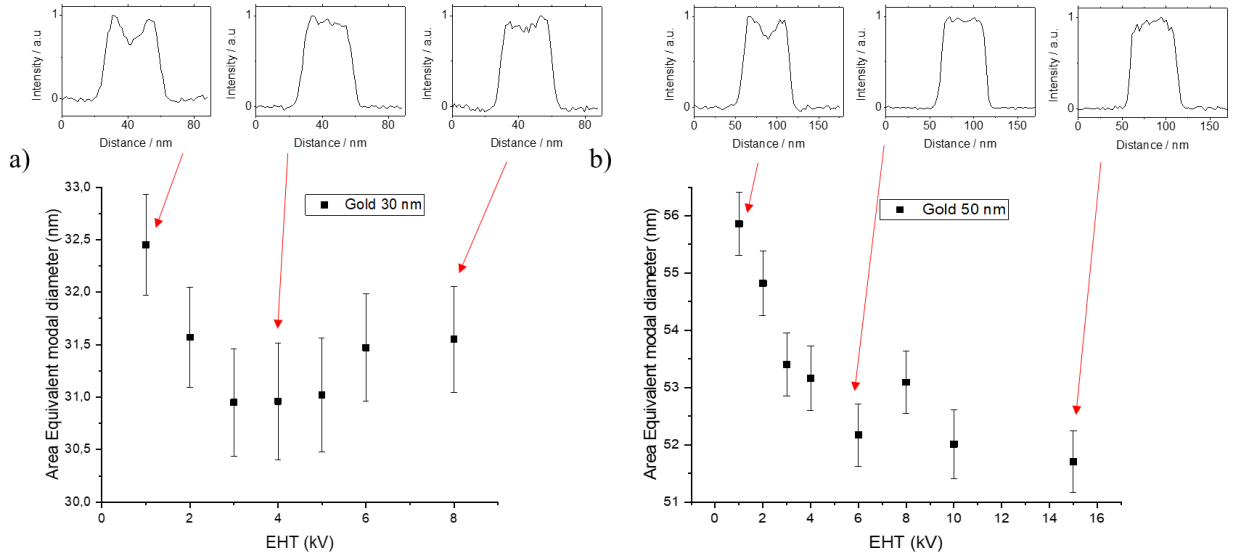 Intensity / a.u.
1
0
0 40 80
Distance / nm
Intensity / a.u
1
0
0 40 80
Distance / nm
Intensity / a.u.
1
0
0 40 80
Distance / nm
Intensity / a.u.
1
0
0 50 100 150
Distance / nm
Intensity / a.u.
1
0
0 50 100 150
Distance / nm
Intensity / a.u.
1
0
0 50 100 150
Distance / nm
a)
Area Equivalent modal diameter (nm)
33,0
32,5
32,0
31,5
31,0
30,5
30,0
Gold 30 nm
0 2 4 6 8
EHT (kV)
b)
Area Equivalent modal diameter (nm)
56
55
54
53
52
51
Gold 50 nm
0 2 4 6 8 10 12 14 16
EHT (kV)